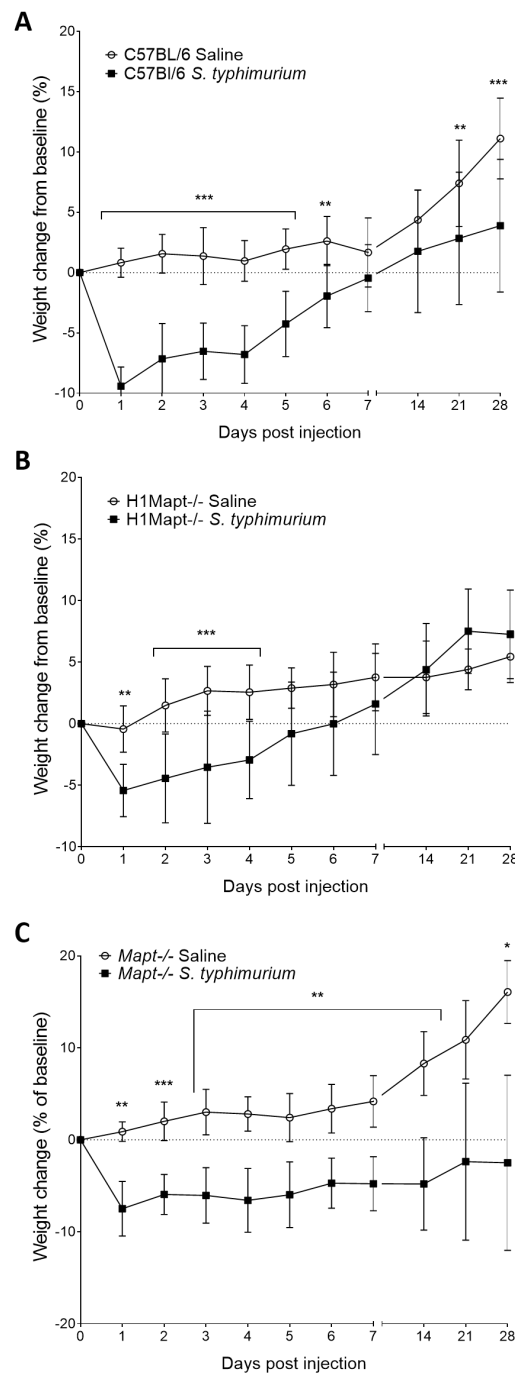 A
C57BL/6 Saline
C57Bl/6 S. typhimurium
Weight change from baseline (%)
20
15
10
5
0
-5
-10
***
**
**
***
0 1 2 3 4 5 6 7 14 21 28
Days post injection
B
H1Mapt-/- Saline
H1Mapt-/- S. typhimurium
Weight change from baseline (%)
20
15
10
5
0
-5
-10
**
***
0 1 2 3 4 5 6 7 14 21 28
Days post injection
C
Mapt-/- Saline
Mapt-/- S. typhimurium
Weight change (% of baseline)
20
10
0
-10
-20
**
***
**
*
0 1 2 3 4 5 6 7 14 21 28
Days post injection